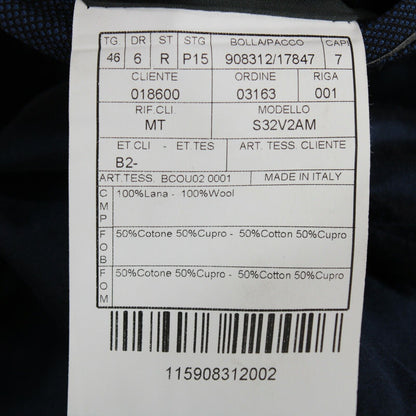 TG DR ST STG BOLLA/PACCO CAPI
46 6 R P15 908312/17847 7
CLIENTE ORDINE RIGA
018600 03163 001
RIF CLI. MODELLO
MT S32V2AM
ET CLI - ET TES ART. TESS CLIENTE
B2-
ART.TESS. BCOU02 0001 MADE IN ITALY
CMP 100%Lana - 100%Wool
FOB 50%Cotone 50%Cupro - 50%Cotton 50%Cupro
FOM 50%Cotone 50%Cupro - 50%Cotton 50%Cupro
115908312002